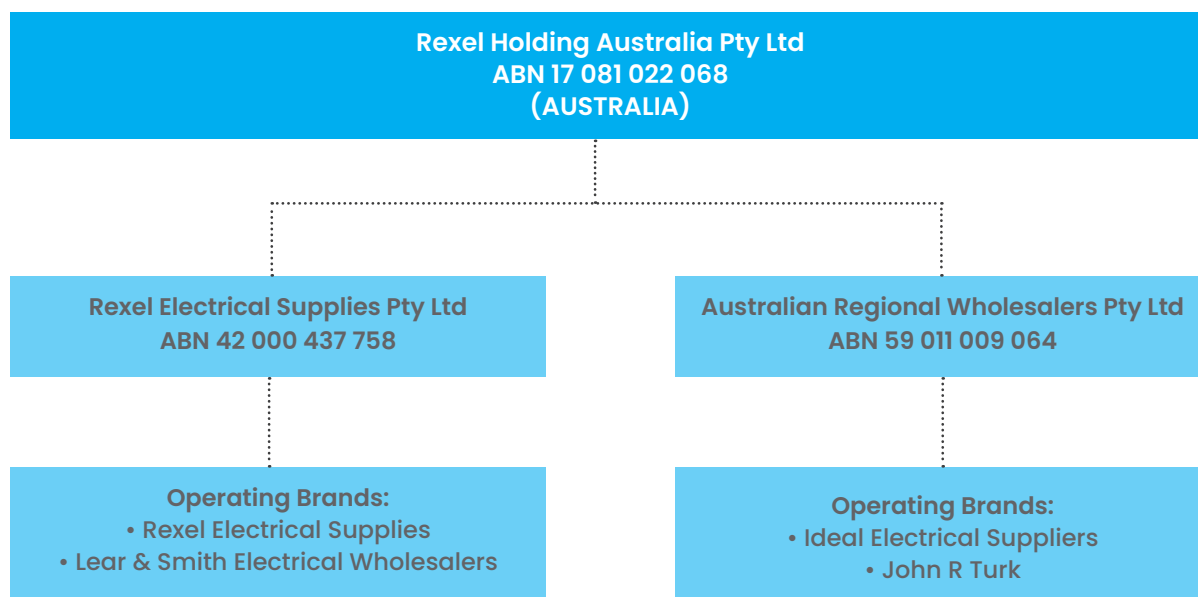 Rexel Holding Australia Pty Ltd
ABN 17 081 022 068
(AUSTRALIA)
Rexel Electrical Supplies Pty Ltd
ABN 42 000 437 758
Australian Regional Wholesalers Pty Ltd
ABN 59 011 009 064
Operating Brands:
• Rexel Electrical Supplies
• Lear & Smith Electrical Wholesalers
Operating Brands:
• Ideal Electrical Suppliers
• John R Turk